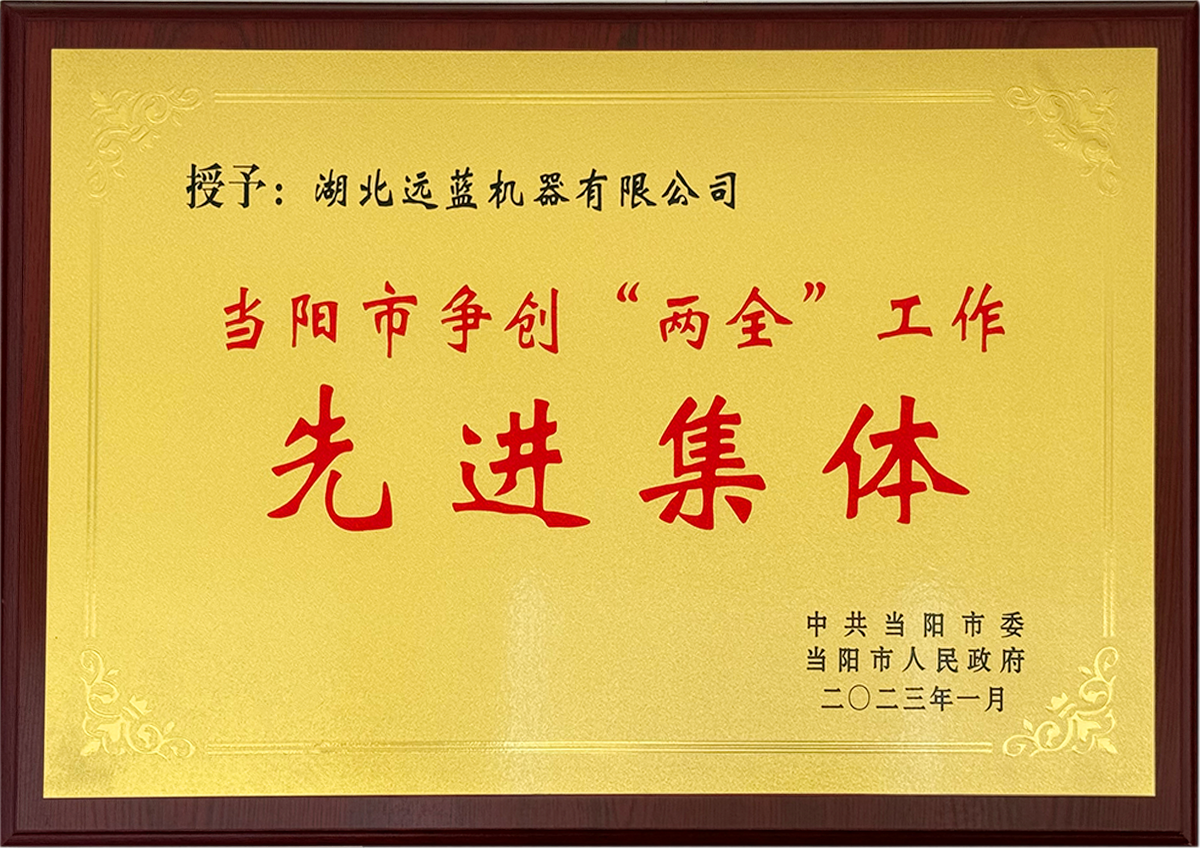 授予：湖北远蓝机器有限公司
当阳市争创“两全”工作
先进集体
中共当阳市委
当阳市人民政府
二〇二三年一月